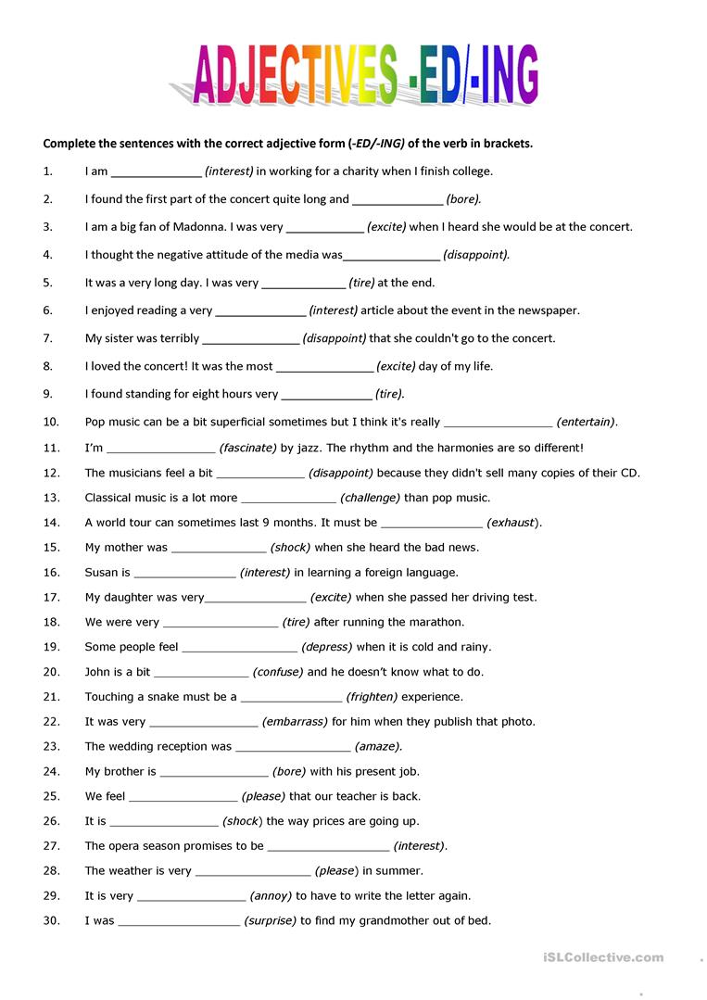 ADJECTIVES -ED/-ING
Complete the sentences with the correct adjective form (-ED/-ING) of the verb in brackets.
1. I am _______________ (interest) in working for a charity when I finish college.
2. I found the first part of the concert quite long and _______________ (bore).
3. I am a big fan of Madonna. I was very _____________ (excite) when I heard she would be at the concert.
4. I thought the negative attitude of the media was________________ (disappoint).
5. It was a very long day. I was very ______________ (tire) at the end.
6. I enjoyed reading a very _______________ (interest) article about the event in the newspaper.
7. My sister was terribly ________________ (disappoint) that she couldn't go to the concert.
8. I loved the concert! It was the most ________________ (excite) day of my life.
9. I found standing for eight hours very _______________ (tire).
10. Pop music can be a bit superficial sometimes but I think it's really _________________ (entertain).
11. I'm _________________ (fascinate) by jazz. The rhythm and the harmonies are so different!
12. The musicians feel a bit ______________ (disappoint) because they didn't sell many copies of their CD.
13. Classical music is a lot more _______________ (challenge) than pop music.
14. A world tour can sometimes last 9 months. It must be ________________ (exhaust).
15. My mother was _______________ (shock) when she heard the bad news.
16. Susan is ________________ (interest) in learning a foreign language.
17. My daughter was very________________ (excite) when she passed her driving test.
18. We were very __________________ (tire) after running the marathon.
19. Some people feel __________________ (depress) when it is cold and rainy.
20. John is a bit _______________ (confuse) and he doesn't know what to do.
21. Touching a snake must be a ________________ (frighten) experience.
22. It was very _________________ (embarrass) for him when they publish that photo.
23. The wedding reception was __________________ (amaze).
24. My brother is _________________ (bore) with his present job.
25. We feel _________________ (please) that our teacher is back.
26. It is _________________ (shock) the way prices are going up.
27. The opera season promises to be ___________________ (interest).
28. The weather is very __________________ (please) in summer.
29. It is very _________________ (annoy) to have to write the letter again.
30. I was ___________________ (surprise) to find my grandmother out of bed.
iSLCollective.com